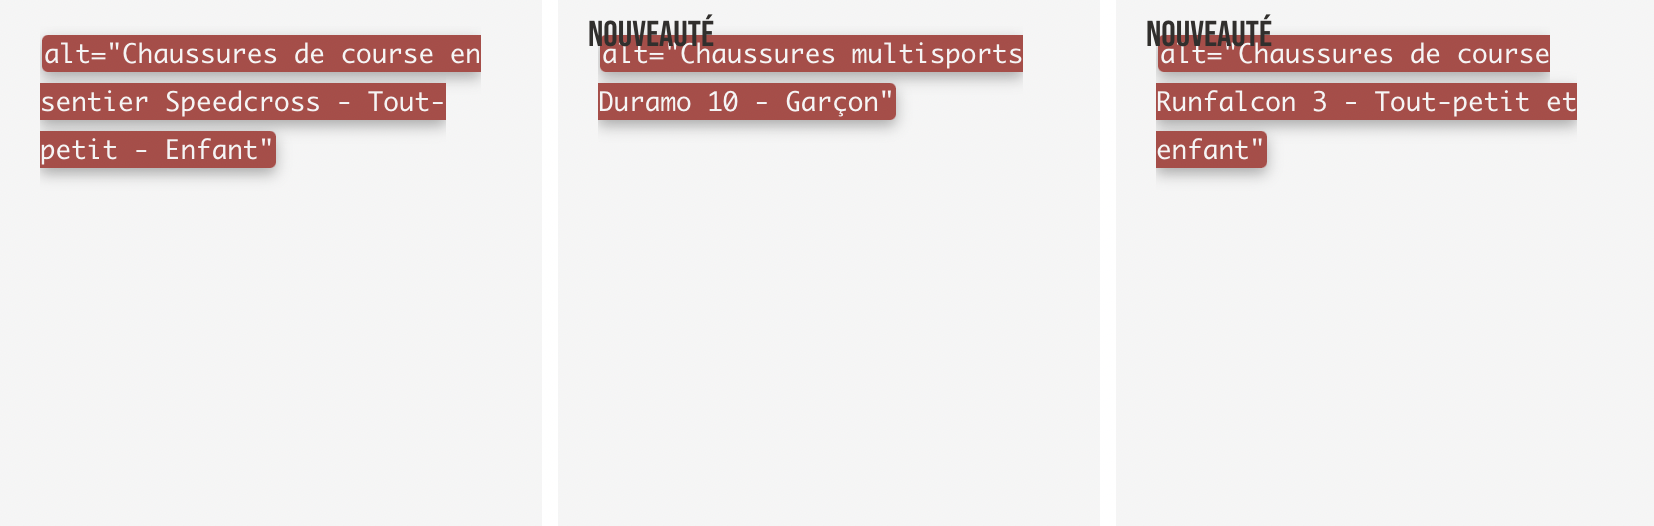 alt="Chaussures de course en
sentier Speedcross - Tout-
petit - Enfant"
NOUVEAUTÉ
alt="Chaussures multisports
Duramo 10 - Garçon"
NOUVEAUTÉ
alt="Chaussures de course
Runfalcon 3 - Tout-petit et
enfant"